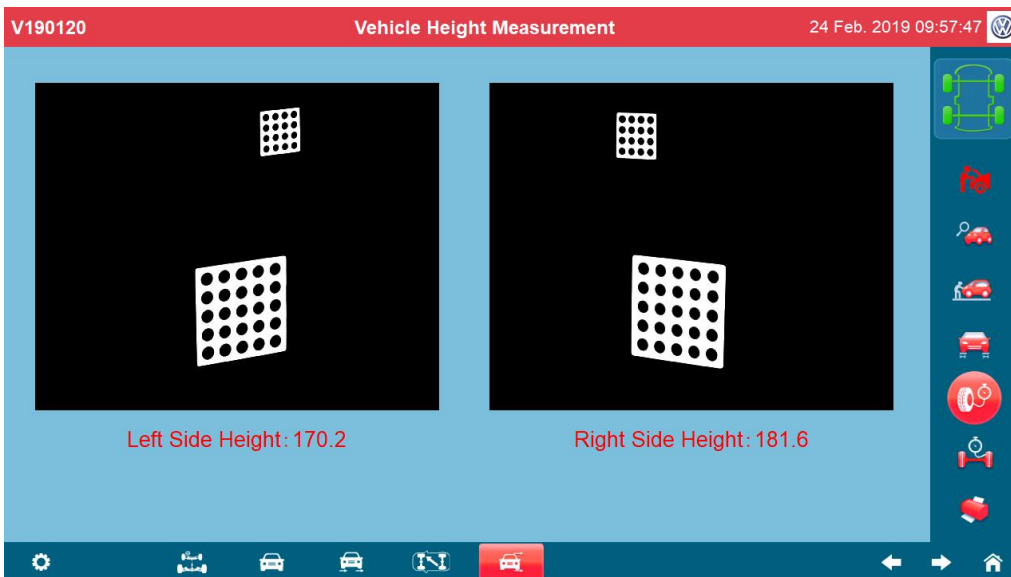 V190120
Vehicle Height Measurement
24 Feb. 2019 09:57:47
Left Side Height: 170.2
Right Side Height: 181.6